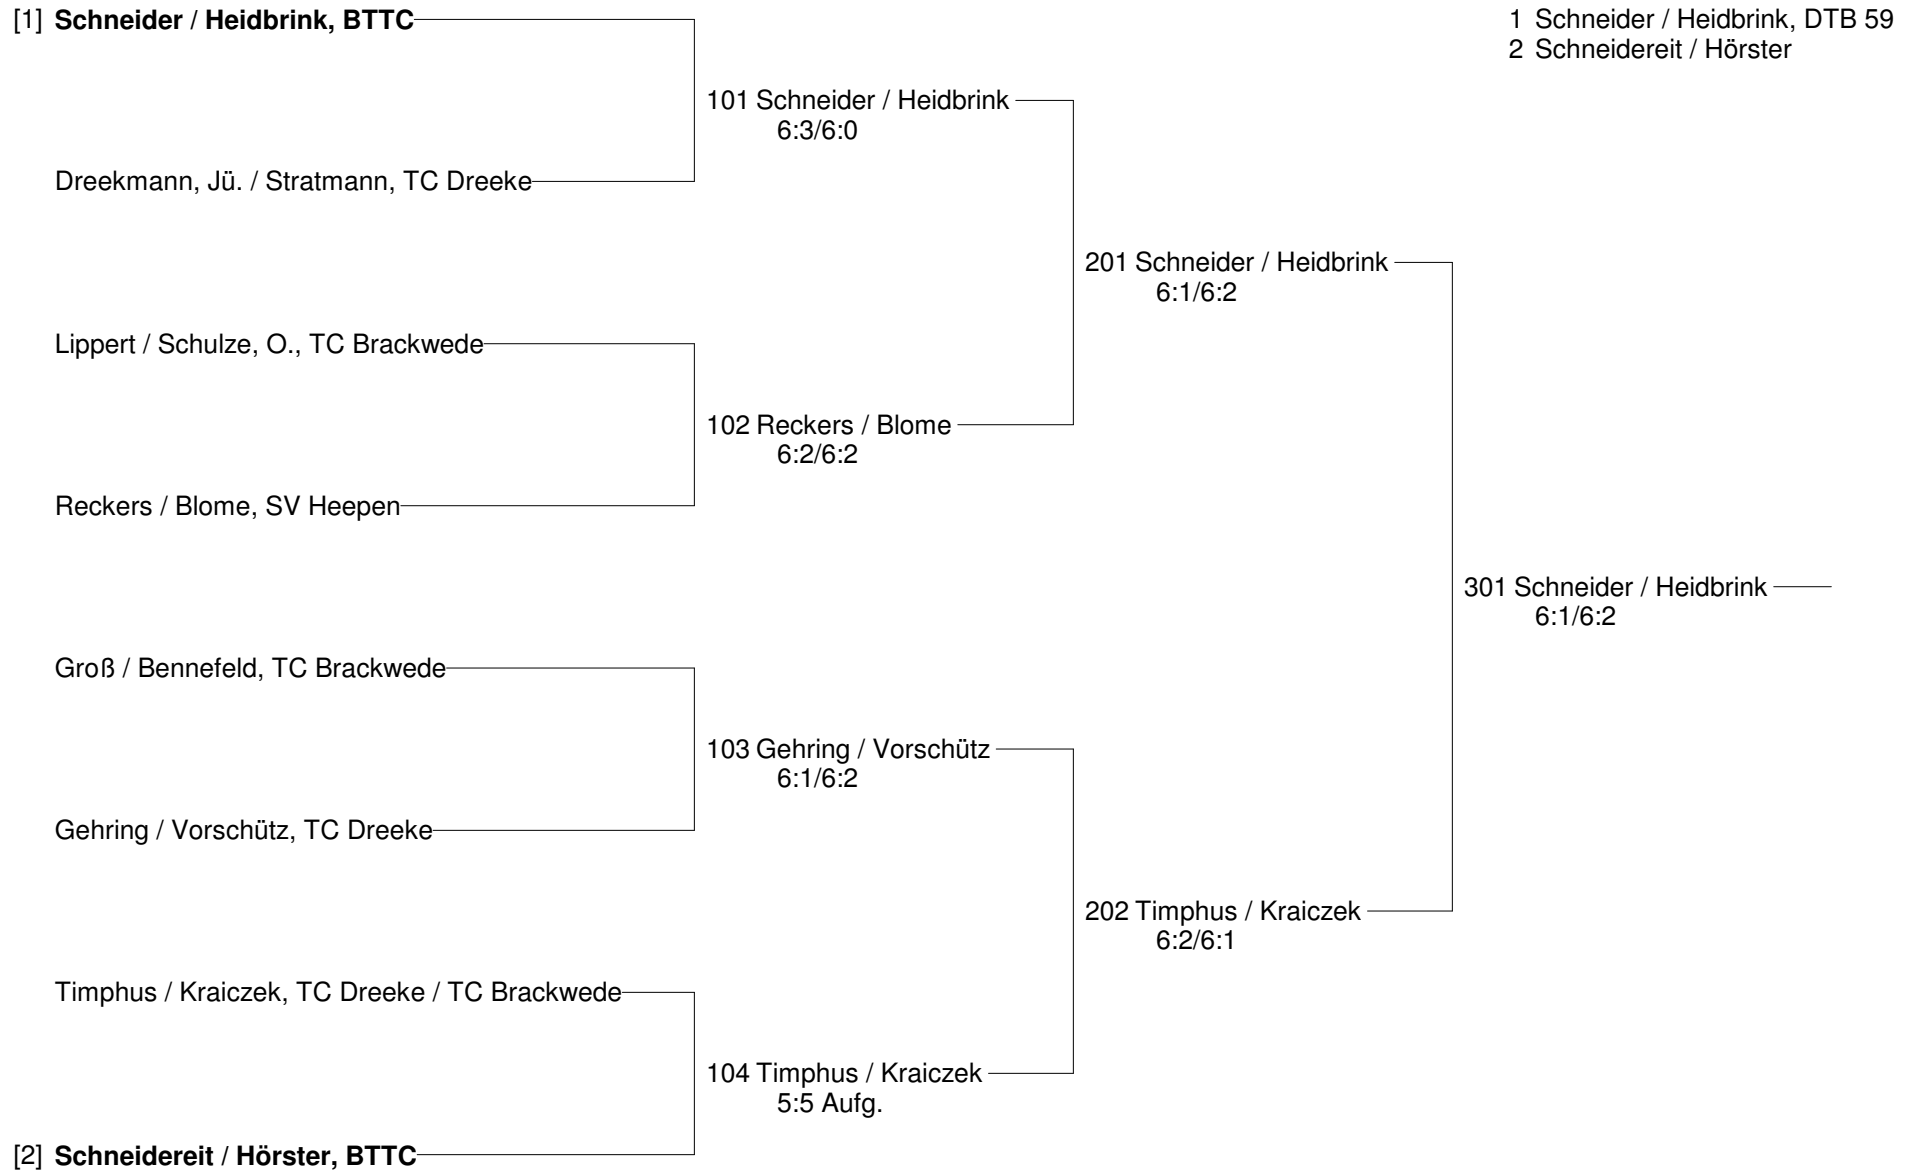 [1] Schneider / Heidbrink, BTTC
1 Schneider / Heidbrink, DTB 59
2 Schneidereit / Hörster
101 Schneider / Heidbrink
6:3/6:0
Dreekmann, Jü. / Stratmann, TC Dreeke
201 Schneider / Heidbrink
6:1/6:2
Lippert / Schulze, O., TC Brackwede
102 Reckers / Blome
6:2/6:2
Reckers / Blome, SV Heepen
301 Schneider / Heidbrink
6:1/6:2
Groß / Bennefeld, TC Brackwede
103 Gehring / Vorschütz
6:1/6:2
Gehring / Vorschütz, TC Dreeke
202 Timphus / Kraiczek
6:2/6:1
Timphus / Kraiczek, TC Dreeke / TC Brackwede
104 Timphus / Kraiczek
5:5 Aufg.
[2] Schneidereit / Hörster, BTTC